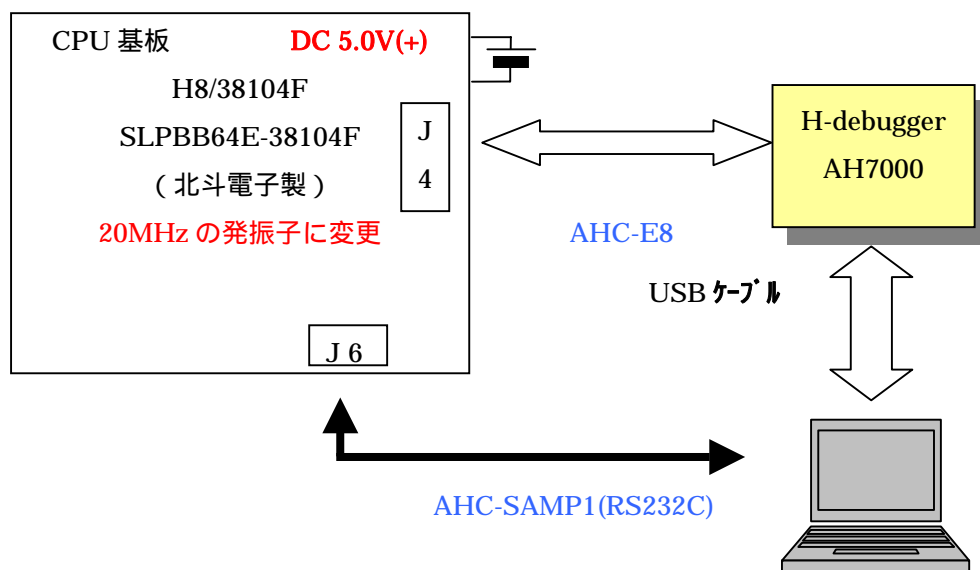 CPU 基板 DC 5.0V(+)
H8/38104F
SLPBB64E-38104F
（北斗電子製）
20MHz の発振子に変更
J
4
J 6
H-debugger
AH7000
AHC-E8
USB ｹｰﾌﾞﾙ
AHC-SAMP1(RS232C)